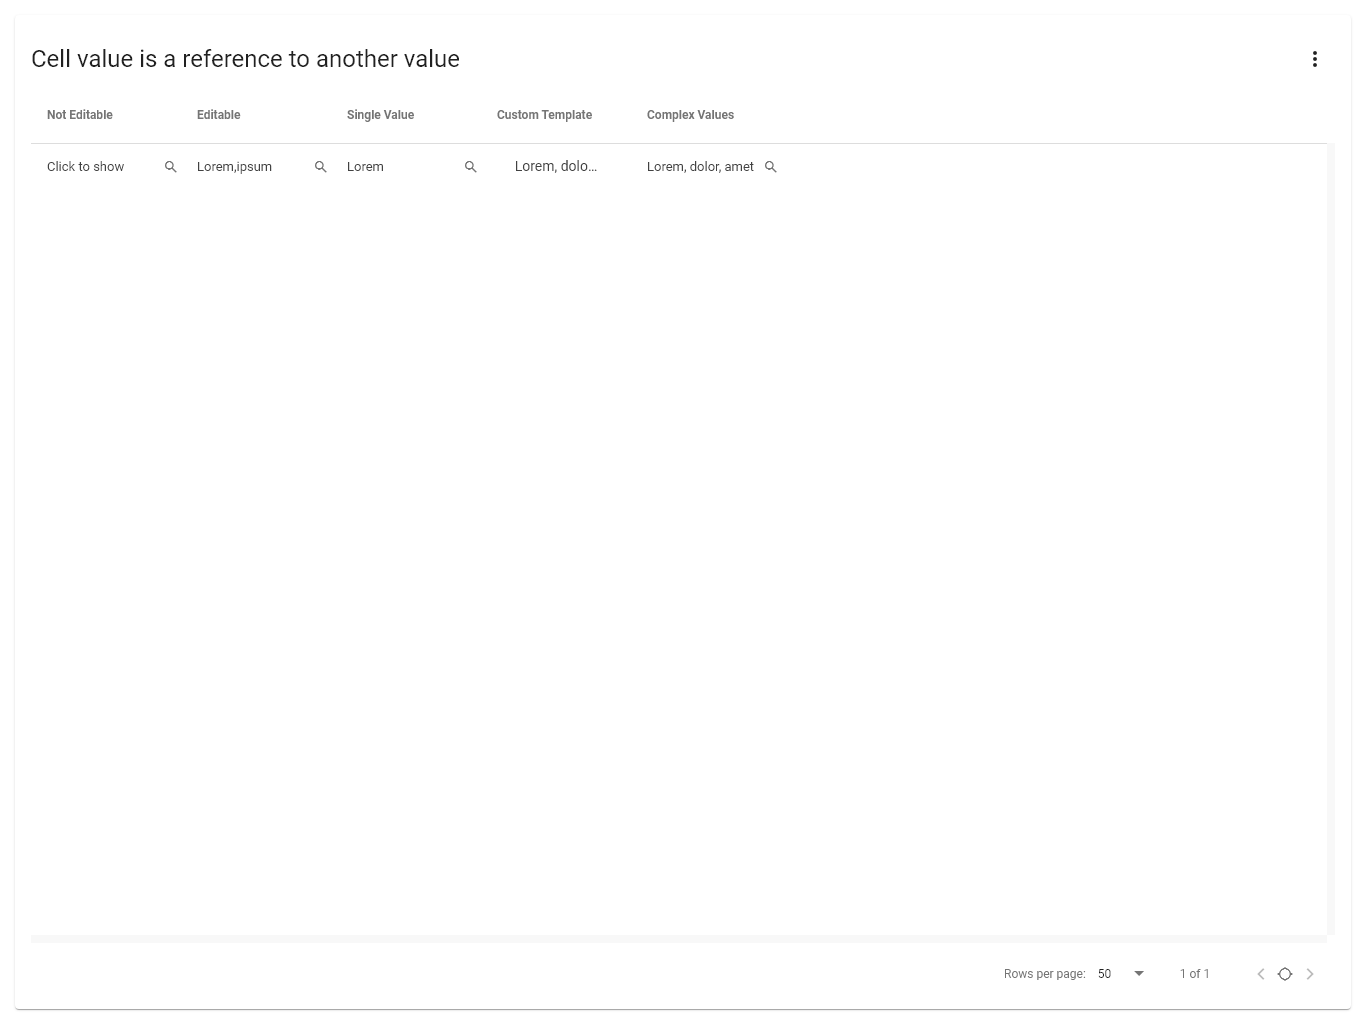 Cell value is a reference to another value
Not Editable Editable Single Value Custom Template Complex Values
Click to show Lorem,ipsum Lorem Lorem, dolo... Lorem, dolor, amet
Rows per page: 50 1 of 1